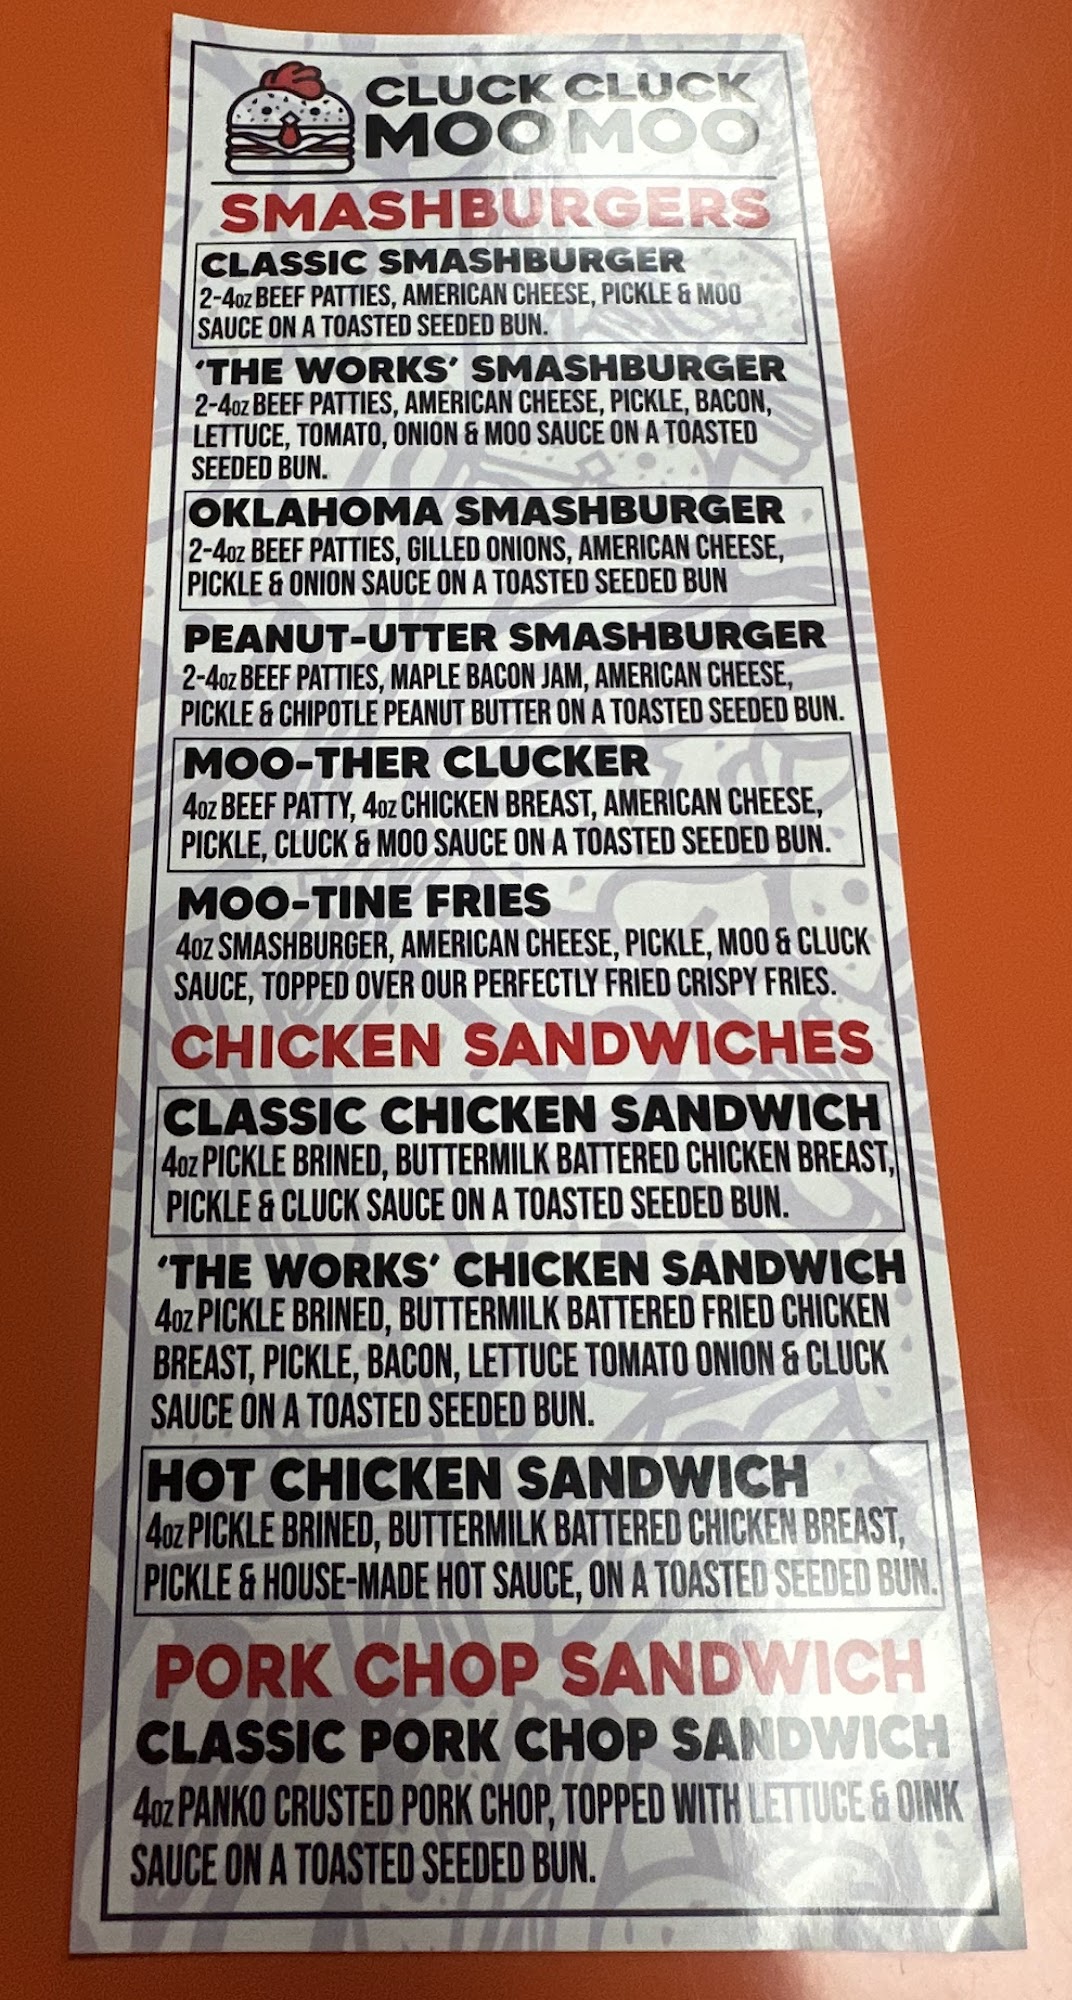 CLUCK CLUCK
MOO MOO
SMASHBURGERS
CLASSIC SMASHBURGER
2-4oz BEEF PATTIES, AMERICAN CHEESE, PICKLE & MOO
SAUCE ON A TOASTED SEEDED BUN.
'THE WORKS' SMASHBURGER
2-4oz BEEF PATTIES, AMERICAN CHEESE, PICKLE, BACON,
LETTUCE, TOMATO, ONION & MOO SAUCE ON A TOASTED
SEEDED BUN.
OKLAHOMA SMASHBURGER
2-4oz BEEF PATTIES, GILLED ONIONS, AMERICAN CHEESE,
PICKLE & ONION SAUCE ON A TOASTED SEEDED BUN
PEANUT-UTTER SMASHBURGER
2-4oz BEEF PATTIES, MAPLE BACON JAM, AMERICAN CHEESE,
PICKLE & CHIPOTLE PEANUT BUTTER ON A TOASTED SEEDED BUN.
MOO-THER CLUCKER
4oz BEEF PATTY, 4oz CHICKEN BREAST, AMERICAN CHEESE,
PICKLE, CLUCK & MOO SAUCE ON A TOASTED SEEDED BUN.
MOO-TINE FRIES
4oz SMASHBURGER, AMERICAN CHEESE, PICKLE, MOO & CLUCK
SAUCE, TOPPED OVER OUR PERFECTLY FRIED CRISPY FRIES.
CHICKEN SANDWICHES
CLASSIC CHICKEN SANDWICH
4oz PICKLE BRINED, BUTTERMILK BATTERED CHICKEN BREAST,
PICKLE & CLUCK SAUCE ON A TOASTED SEEDED BUN.
'THE WORKS' CHICKEN SANDWICH
4oz PICKLE BRINED, BUTTERMILK BATTERED FRIED CHICKEN
BREAST, PICKLE, BACON, LETTUCE TOMATO ONION & CLUCK
SAUCE ON A TOASTED SEEDED BUN.
HOT CHICKEN SANDWICH
4oz PICKLE BRINED, BUTTERMILK BATTERED CHICKEN BREAST,
PICKLE & HOUSE-MADE HOT SAUCE, ON A TOASTED SEEDED BUN.
PORK CHOP SANDWICH
CLASSIC PORK CHOP SANDWICH
4oz PANKO CRUSTED PORK CHOP, TOPPED WITH LETTUCE & OINK
SAUCE ON A TOASTED SEEDED BUN.